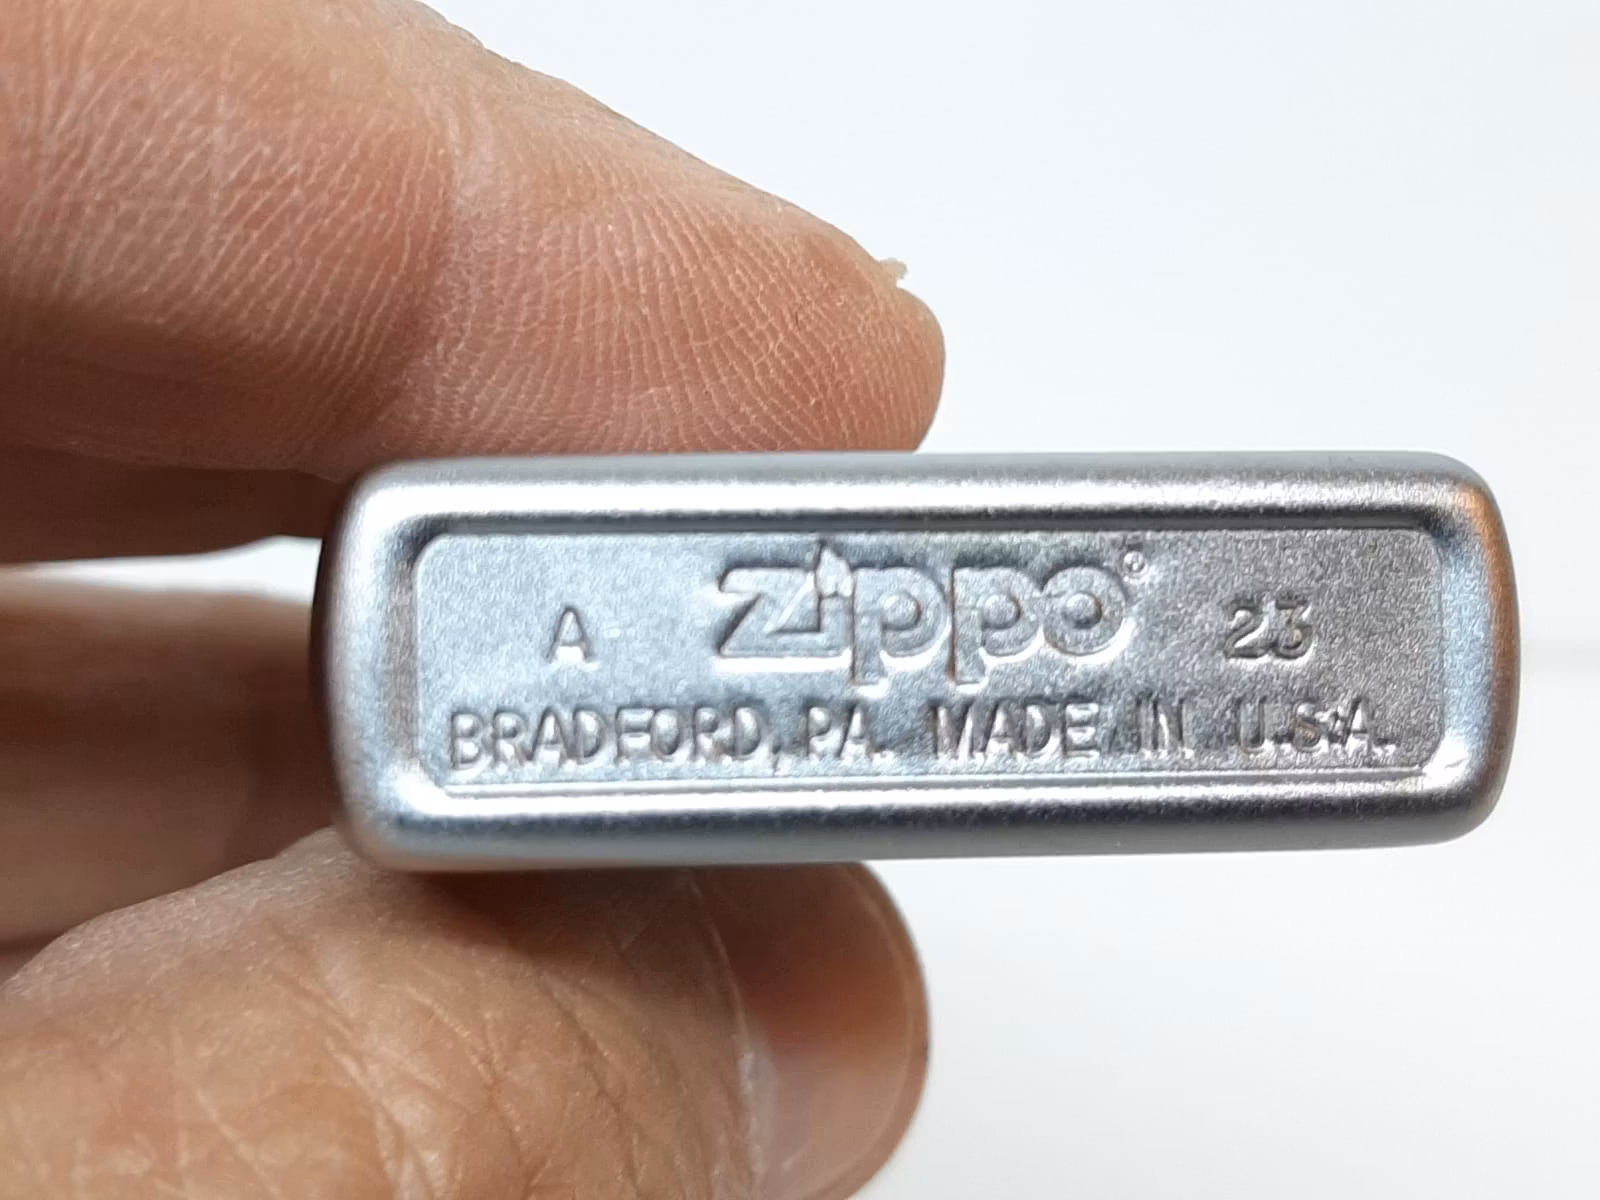 A zippo® 23
BRADFORD, PA. MADE IN U.S.A.